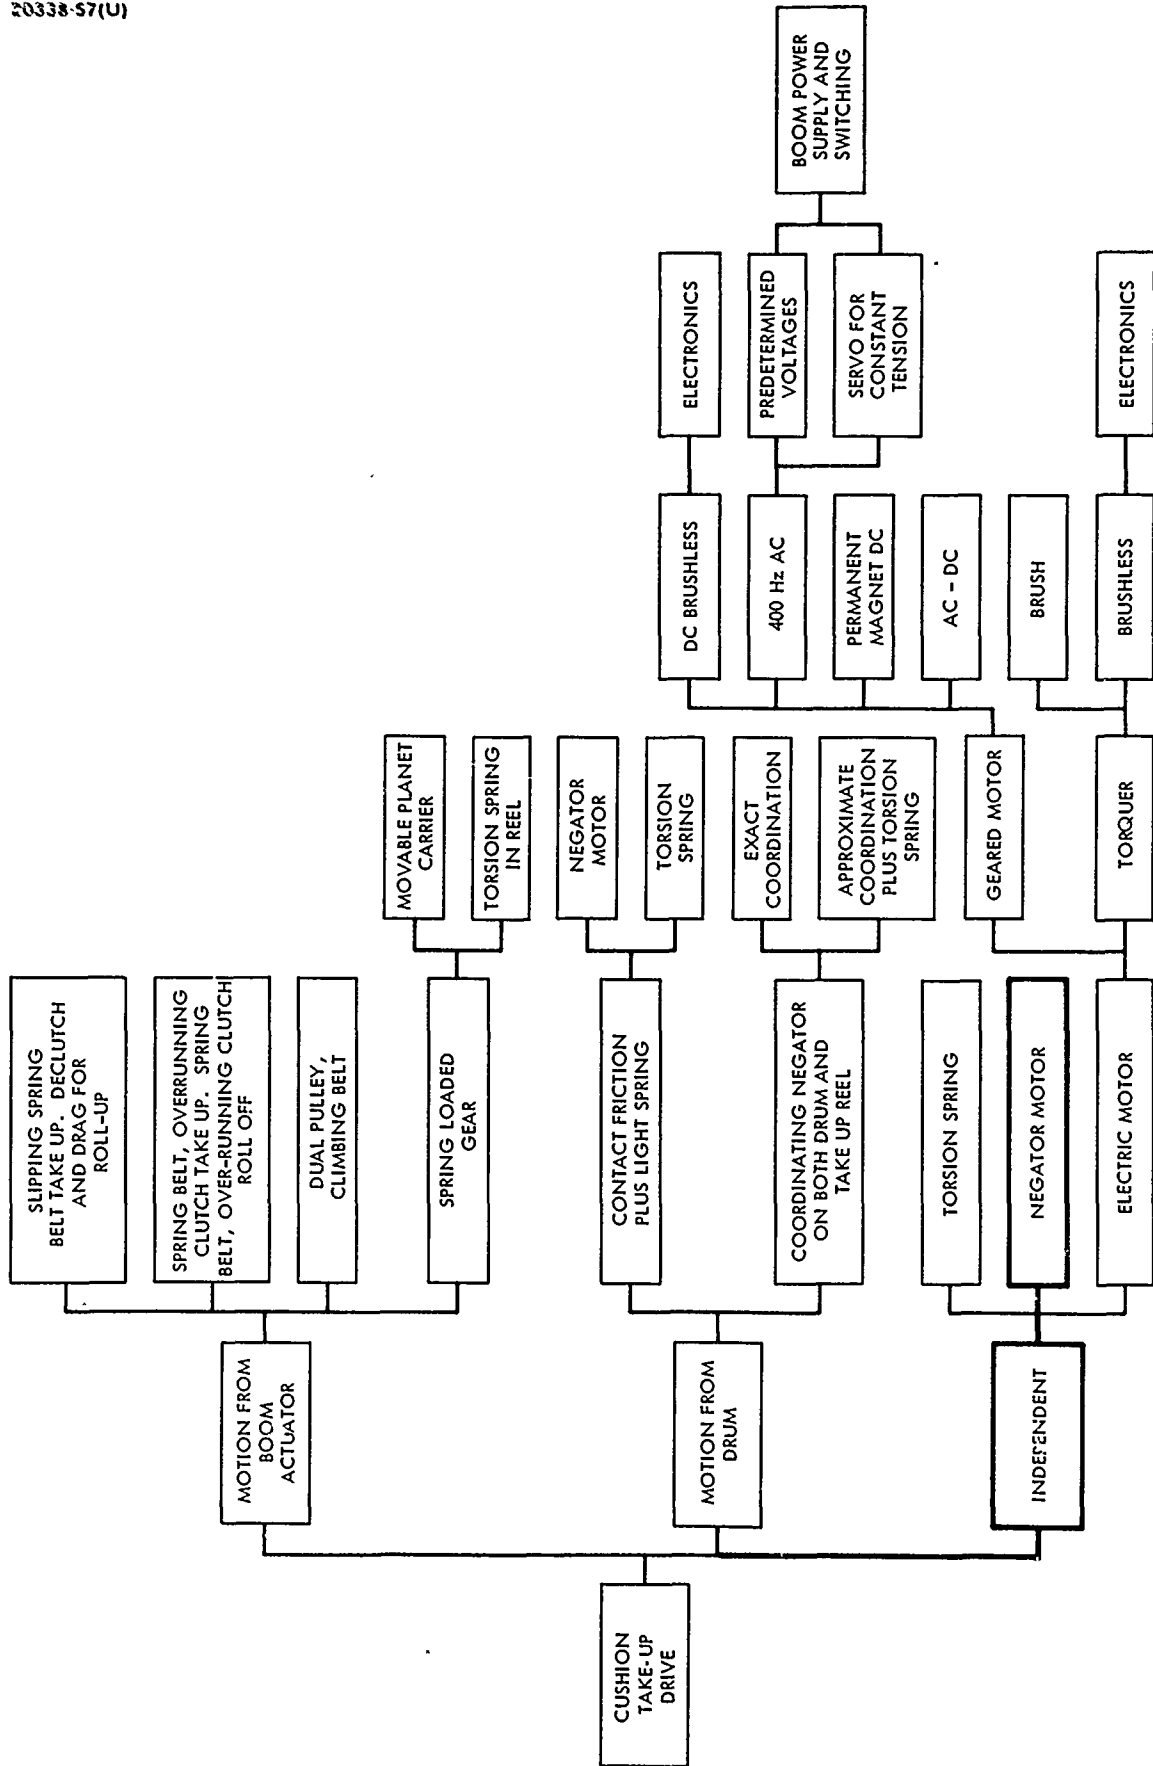 20338-57(U)
CUSHION
TAKE-UP
DRIVE
MOTION FROM
BOOM
ACTUATOR
MOTION FROM
DRUM
INDEPENDENT
SLIPPING SPRING
BELT TAKE UP. DECLUTCH
AND DRAG FOR
ROLL-UP
SPRING BELT, OVERRUNNING
CLUTCH TAKE UP. SPRING
BELT, OVER-RUNNING CLUTCH
ROLL OFF
DUAL PULLEY,
CLIMBING BELT
SPRING LOADED
GEAR
CONTACT FRICTION
PLUS LIGHT SPRING
COORDINATING NEGATOR
ON BOTH DRUM AND
TAKE UP REEL
TORSION SPRING
NEGATOR MOTOR
ELECTRIC MOTOR
MOVABLE PLANET
CARRIER
TORSION SPRING
IN REEL
NEGATOR
MOTOR
TORSION
SPRING
EXACT
COORDINATION
APPROXIMATE
COORDINATION
PLUS TORSION
SPRING
GEARED MOTOR
TORQUER
DC BRUSHLESS
400 Hz AC
PERMANENT
MAGNET DC
AC - DC
BRUSH
BRUSHLESS
ELECTRONICS
PREDETERMINED
VOLTAGES
SERVO FOR
CONSTANT
TENSION
ELECTRONICS
BOOM POWER
SUPPLY AND
SWITCHING